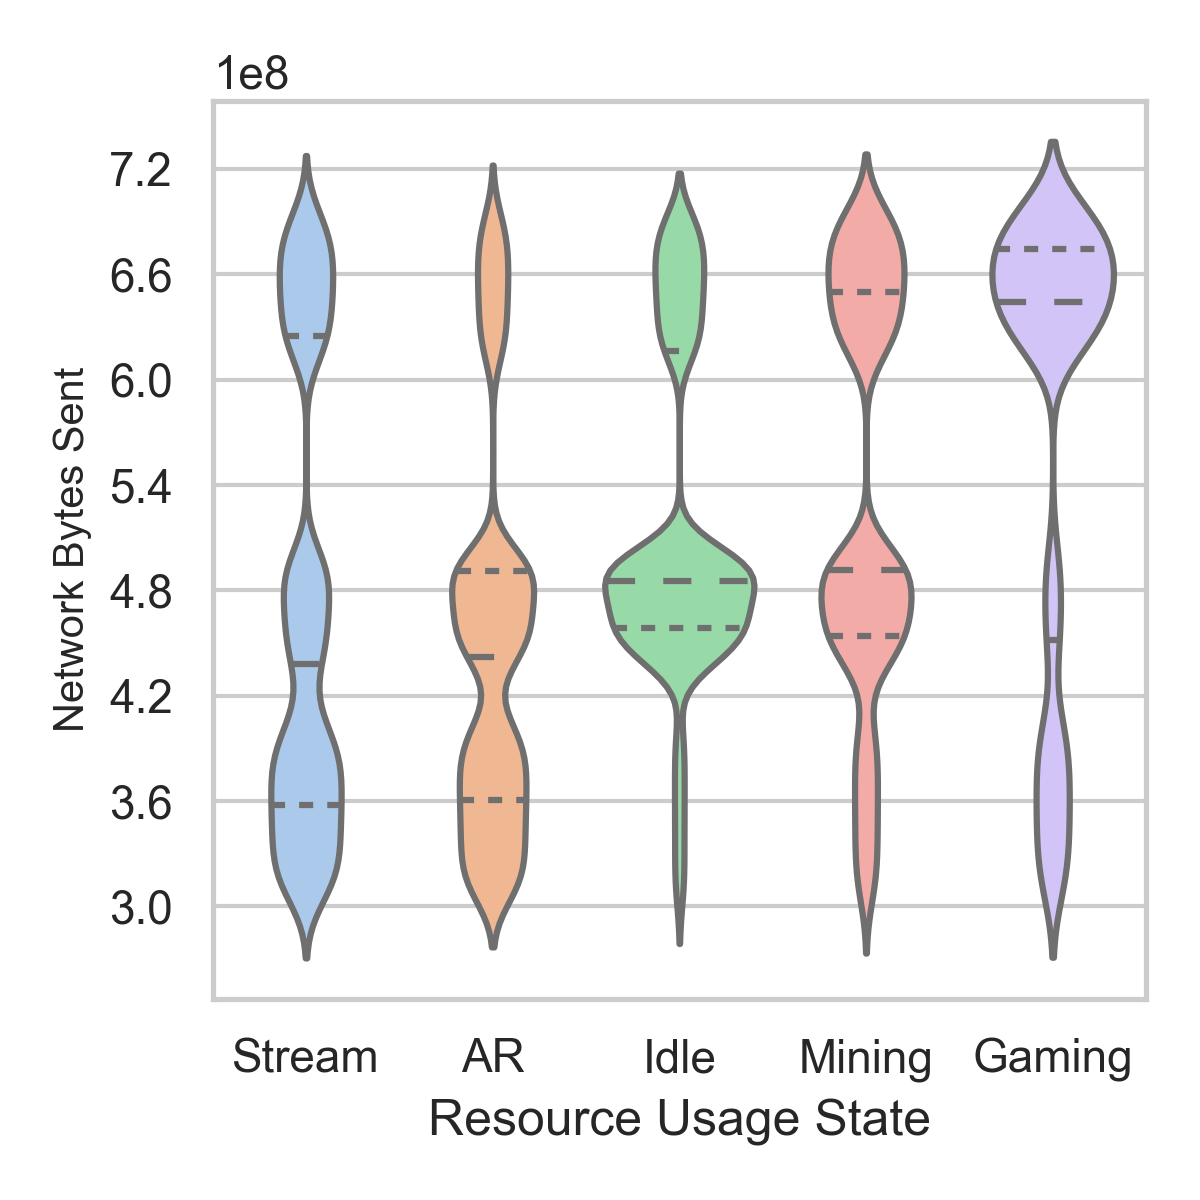 1e8
7.2
6.6
6.0
5.4
4.8
4.2
3.6
3.0
Network Bytes Sent
Stream AR Idle Mining Gaming
Resource Usage State